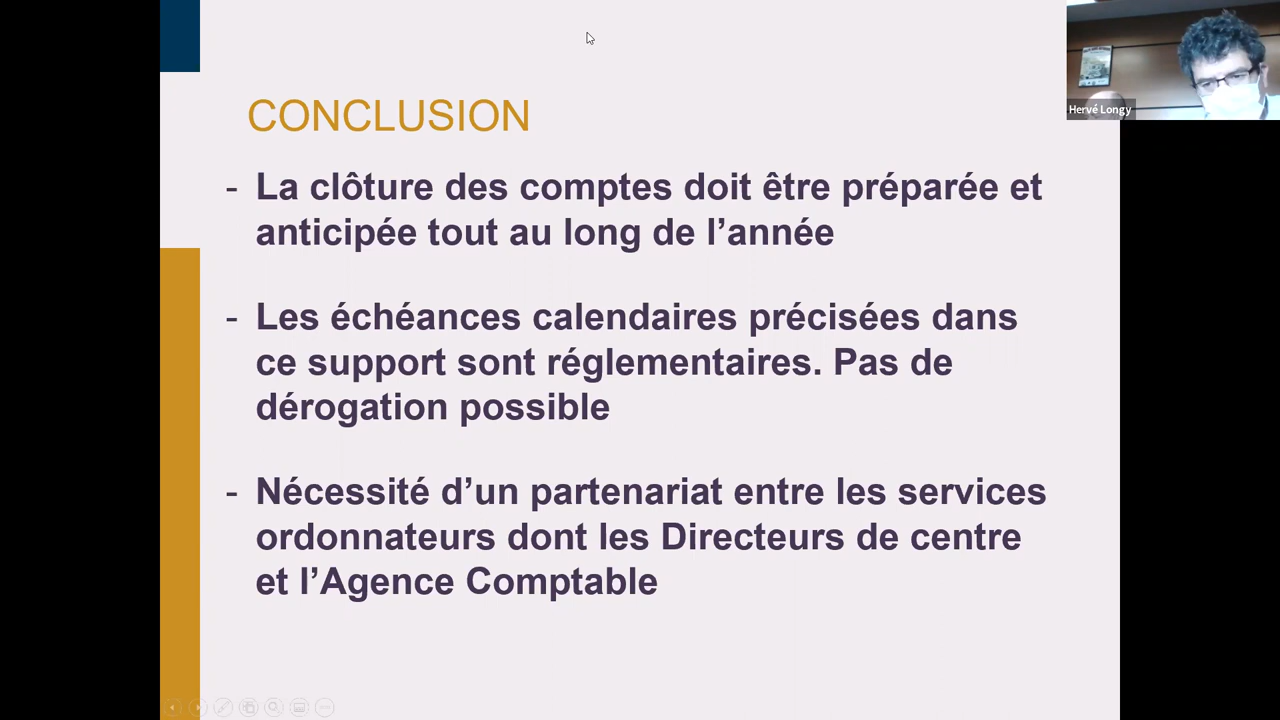 Hervé Longy
CONCLUSION
- La clôture des comptes doit être préparée et
anticipée tout au long de l’année
- Les échéances calendaires précisées dans
ce support sont réglementaires. Pas de
dérogation possible
- Nécessité d’un partenariat entre les services
ordonnateurs dont les Directeurs de centre
et l’Agence Comptable